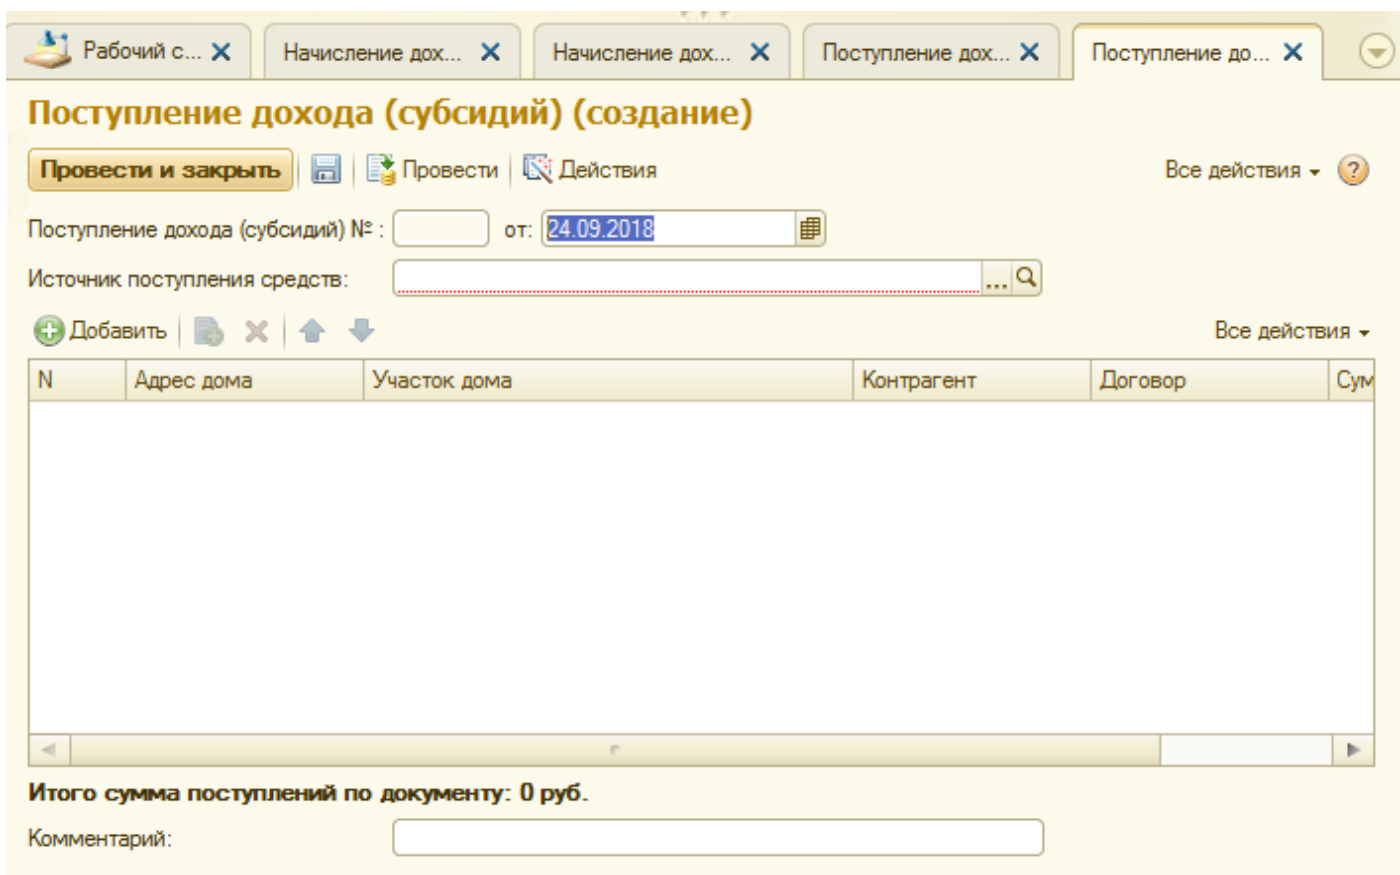 Рабочий с... Начисление дох... Начисление дох... Поступление дох... Поступление до...
Поступление дохода (субсидий) (создание)
Провести и закрыть Провести Действия Все действия ?
Поступление дохода (субсидий) № : от: 24.09.2018
Источник поступления средств: ...
Добавить Все действия
N Адрес дома Участок дома Контрагент Договор Сум
Итого сумма поступлений по документу: 0 руб.
Комментарий: